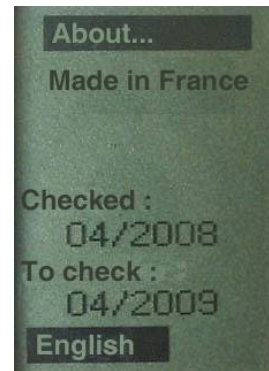 About...
Made in France
Checked :
04/2008
To check :
04/2009
English